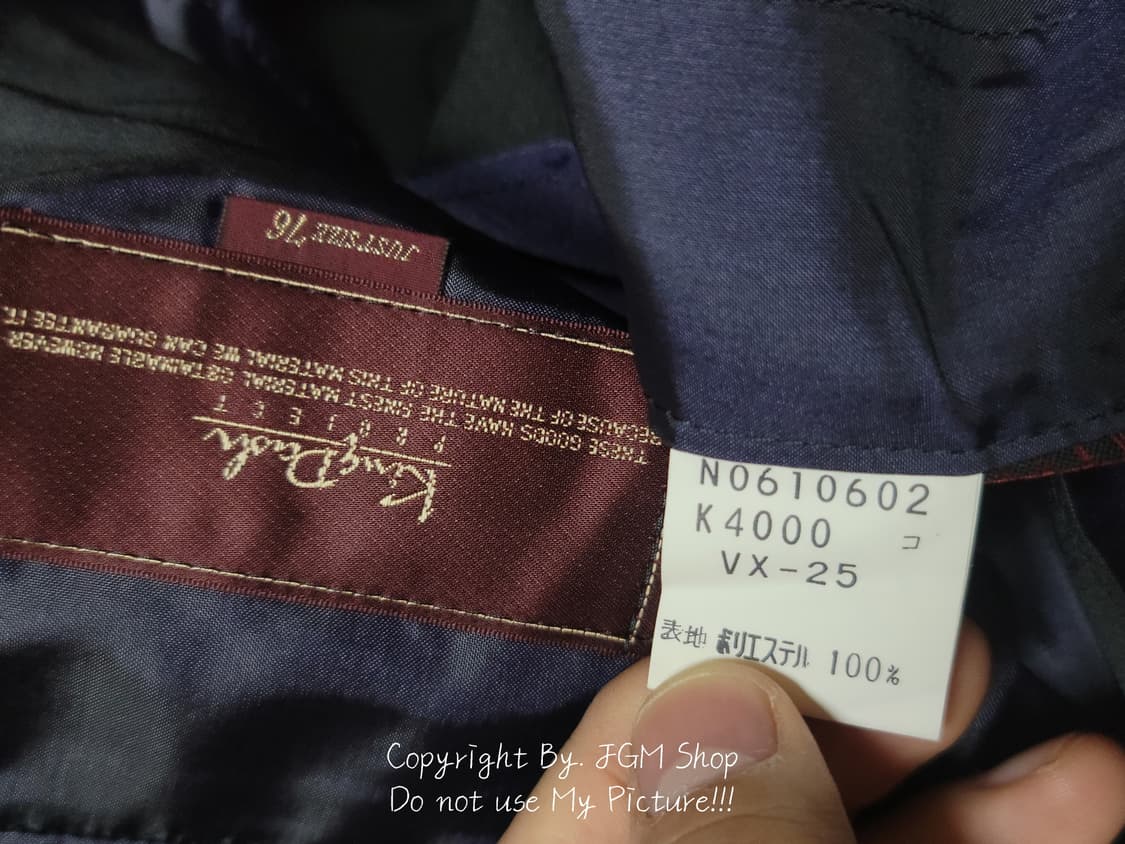 JUST SIZE 76
KingDash
PROJECT
THESE GOODS HAVE THE FINEST MATERIAL OBTAINABLE HOWEVER
BECAUSE OF THE NATURE OF THIS MATERIAL WE CAN GUARANTEE IT.
N0610602
K4000 コ
VX-25
表地 ポリエステル 100%
Copyright By. JGM Shop
Do not use My Picture!!!